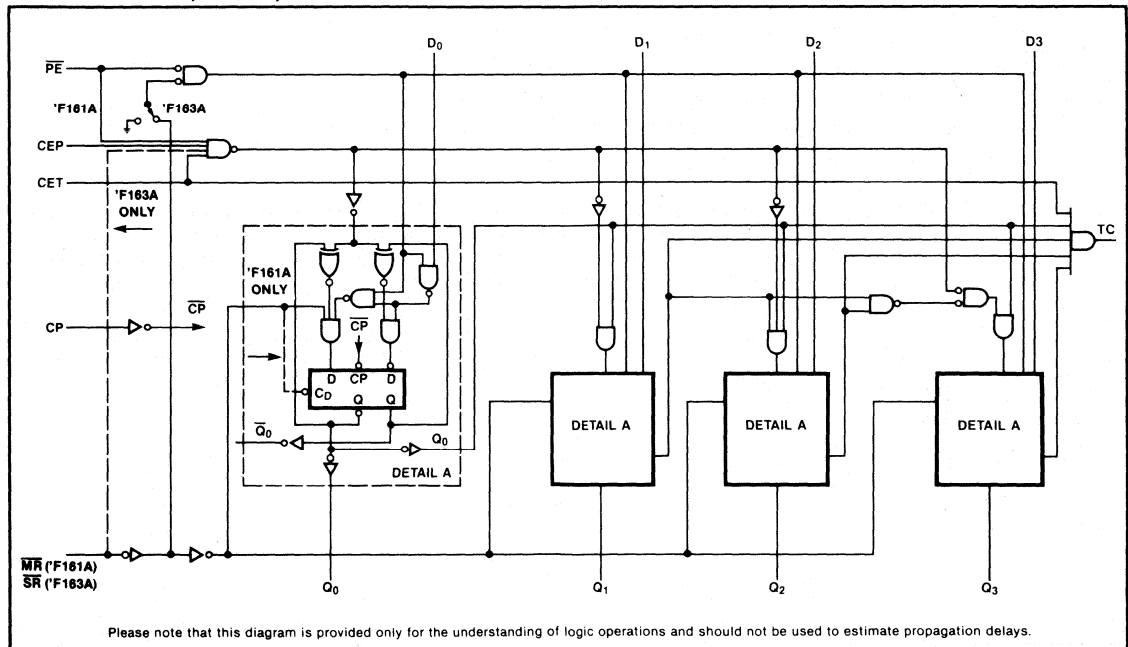 D0
D1
D2
D3
PE
'F161A
'F163A
CEP
CET
'F163A
ONLY
TC
'F161A
ONLY
CP
CP
CP
D
CP
D
CD
Q
Q
Q0
Q0
DETAIL A
DETAIL A
DETAIL A
DETAIL A
MR ('F161A)
SR ('F163A)
Q0
Q1
Q2
Q3
Please note that this diagram is provided only for the understanding of logic operations and should not be used to estimate propagation delays.